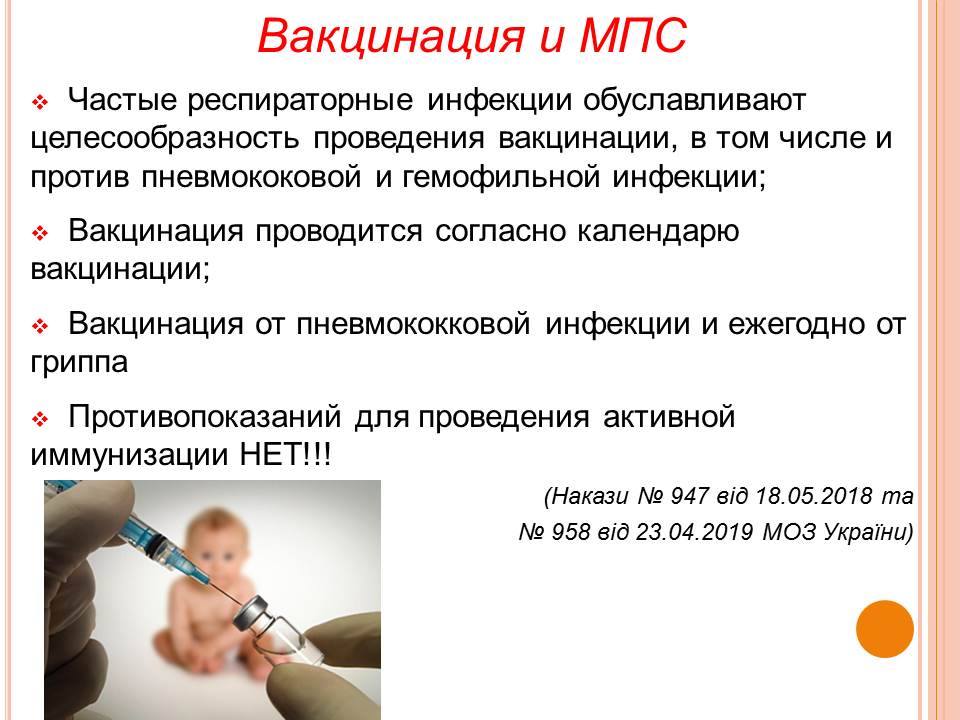 Вакцинация и МПС
❖ Частые респираторные инфекции обуславливают
целесообразность проведения вакцинации, в том числе и
против пневмококовой и гемофильной инфекции;
❖ Вакцинация проводится согласно календарю
вакцинации;
❖ Вакцинация от пневмококковой инфекции и ежегодно от
гриппа
❖ Противопоказаний для проведения активной
иммунизации НЕТ!!!
(Накази № 947 від 18.05.2018 та
№ 958 від 23.04.2019 МОЗ України)